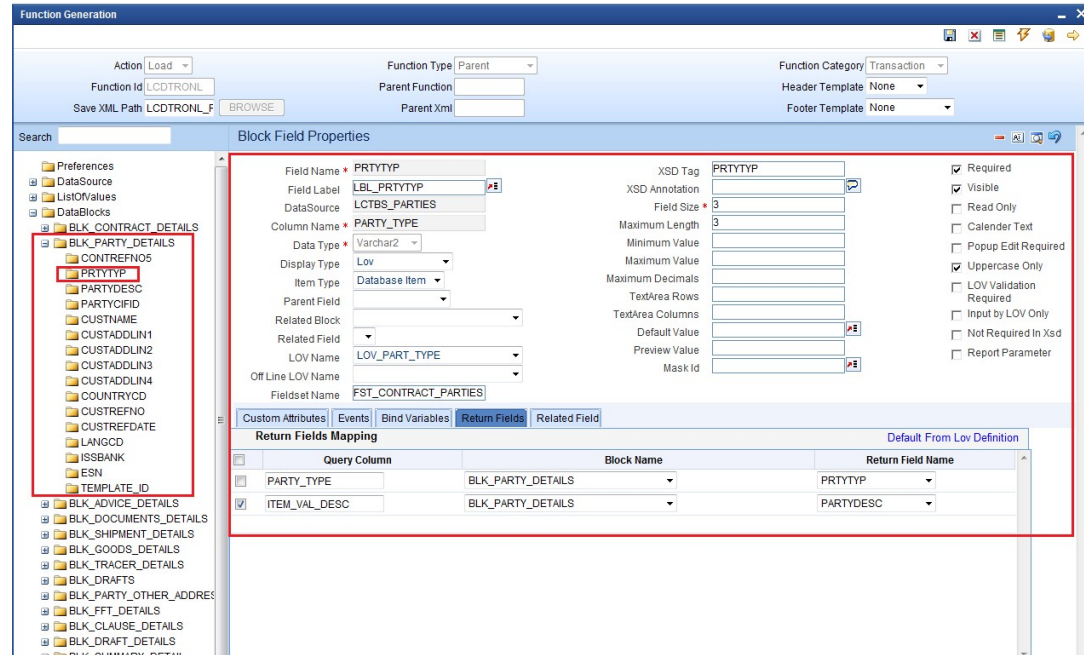 Function Generation
Action Load Function Type Parent Function Category Transaction
Function Id LCDTRONL Parent Function Header Template None
Save XML Path LCDTRONL_F BROWSE Parent Xml Footer Template None
Search Block Field Properties
Preferences
DataSource
ListOfValues
DataBlocks
BLK_CONTRACT_DETAILS
BLK_PARTY_DETAILS
CONTREFNO5
PRTYTYP
PARTYDESC
PARTYCIFID
CUSTNAME
CUSTADDLIN1
CUSTADDLIN2
CUSTADDLIN3
CUSTADDLIN4
COUNTRYCD
CUSTREFNO
CUSTREFDATE
LANGCD
ISSBANK
ESN
TEMPLATE_ID
BLK_ADVICE_DETAILS
BLK_DOCUMENTS_DETAILS
BLK_SHIPMENT_DETAILS
BLK_GOODS_DETAILS
BLK_TRACER_DETAILS
BLK_DRAFTS
BLK_PARTY_OTHER_ADDRES
BLK_FFT_DETAILS
BLK_CLAUSE_DETAILS
BLK_DRAFT_DETAILS
Field Name * PRTYTYP
Field Label LBL_PRTYTYP
DataSource LCTBS_PARTIES
Column Name * PARTY_TYPE
Data Type * Varchar2
Display Type Lov
Item Type Database Item
Parent Field
Related Block
Related Field
LOV Name LOV_PART_TYPE
Off Line LOV Name
Fieldset Name FST_CONTRACT_PARTIES
XSD Tag PRTYTYP
XSD Annotation
Field Size * 3
Maximum Length 3
Minimum Value
Maximum Value
Maximum Decimals
TextArea Rows
TextArea Columns
Default Value
Preview Value
Mask Id
Required
Visible
Read Only
Calender Text
Popup Edit Required
Uppercase Only
LOV Validation
Required
Input by LOV Only
Not Required In Xsd
Report Parameter
Custom Attributes Events Bind Variables Return Fields Related Field
Return Fields Mapping Default From Lov Definition
Query Column Block Name Return Field Name
PARTY_TYPE BLK_PARTY_DETAILS PRTYTYP
ITEM_VAL_DESC BLK_PARTY_DETAILS PARTYDESC